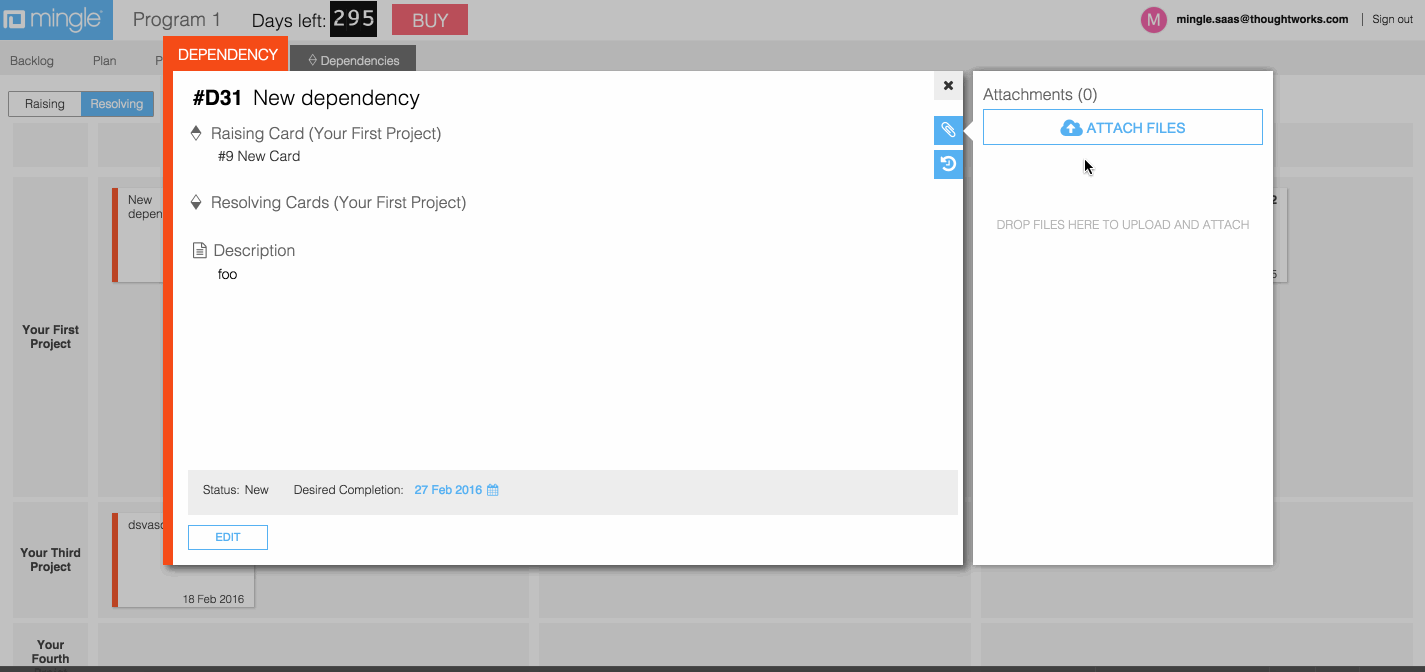 mingle
Program 1
Days left: 295
BUY
M
mingle.saas@thoughtworks.com | Sign out
Backlog
Plan
P
DEPENDENCY
Dependencies
Raising
Resolving
#D31 New dependency
Raising Card (Your First Project)
#9 New Card
Resolving Cards (Your First Project)
Description
foo
Status: New
Desired Completion: 27 Feb 2016
EDIT
Attachments (0)
ATTACH FILES
DROP FILES HERE TO UPLOAD AND ATTACH
New
depen
2
5
Your First
Project
Your Third
Project
dsvasc
18 Feb 2016
Your
Fourth